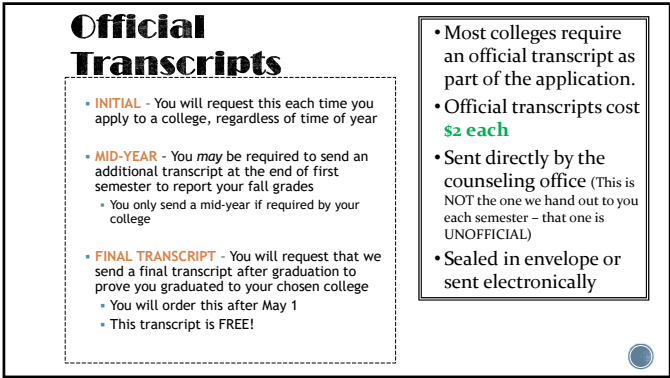 Official
Transcripts
▪ INITIAL – You will request this each time you
apply to a college, regardless of time of year
▪ MID-YEAR – You may be required to send an
additional transcript at the end of first
semester to report your fall grades
▪ You only send a mid-year if required by your
college
▪ FINAL TRANSCRIPT – You will request that we
send a final transcript after graduation to
prove you graduated to your chosen college
▪ You will order this after May 1
▪ This transcript is FREE!
• Most colleges require
an official transcript as
part of the application.
• Official transcripts cost
$2 each
• Sent directly by the
counseling office (This is
NOT the one we hand out to you
each semester – that one is
UNOFFICIAL)
• Sealed in envelope or
sent electronically